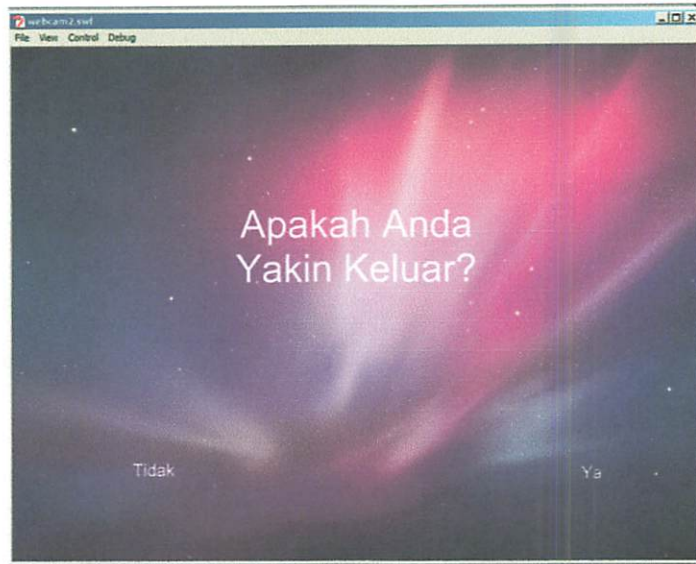 webcam2.swf
File View Control Debug
Apakah Anda
Yakin Keluar?
Tidak
Ya